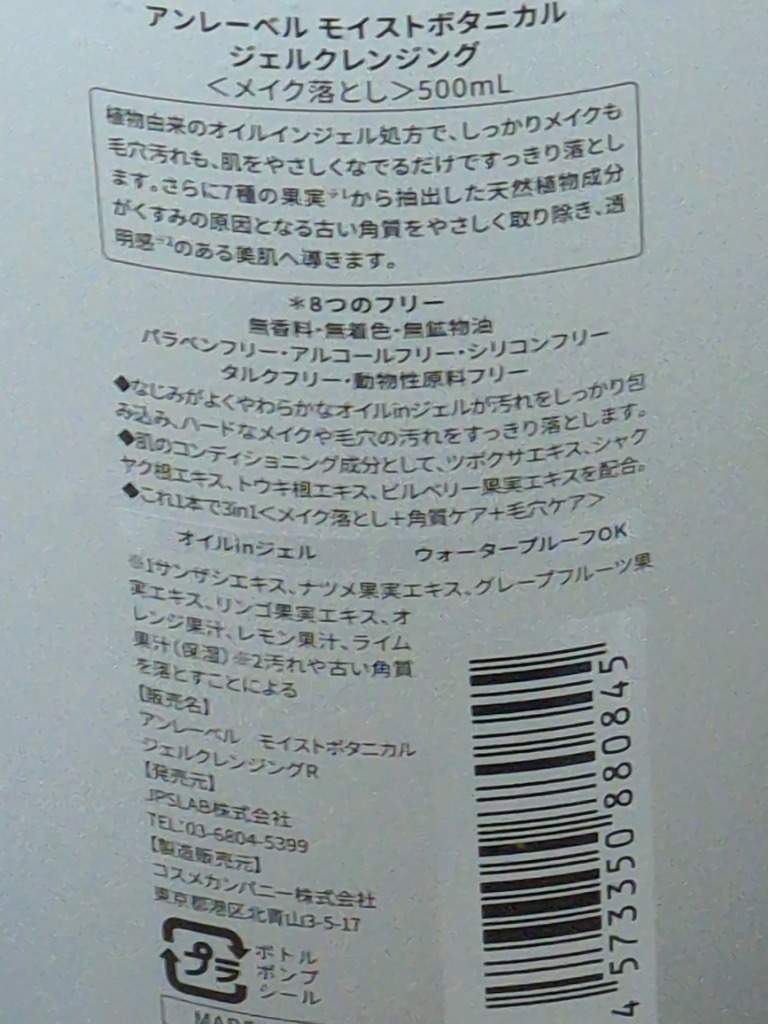 アンレーベル モイストボタニカル
ジェルクレンジング
＜メイク落とし＞500mL
植物由来のオイルインジェル処方で、しっかりメイクも
毛穴汚れも、肌をやさしくなでるだけですっきり落とし
ます。さらに7種の果実※1から抽出した天然植物成分
がくすみの原因となる古い角質をやさしく取り除き、透
明感※2のある美肌へ導きます。
＊8つのフリー
無香料・無着色・無鉱物油
パラベンフリー・アルコールフリー・シリコンフリー
タルクフリー・動物性原料フリー
◆なじみがよくやわらかなオイルinジェルが汚れをしっかり包
み込み、ハードなメイクや毛穴の汚れをすっきり落とします。
◆肌のコンディショニング成分として、ツボクサエキス、シャク
ヤク根エキス、トウキ根エキス、ビルベリー果実エキスを配合。
◆これ1本で3in1＜メイク落とし＋角質ケア＋毛穴ケア＞
オイルinジェル ウォータープルーフOK
※1サンザシエキス、ナツメ果実エキス、グレープフルーツ果
実エキス、リンゴ果実エキス、オ
レンジ果汁、レモン果汁、ライム
果汁（保湿）※2汚れや古い角質
を落とすことによる
【販売名】
アンレーベル モイストボタニカル
ジェルクレンジングR
【発売元】
JPSLAB株式会社
TEL:03-6804-5399
【製造販売元】
コスメカンパニー株式会社
東京都港区北青山3-5-17
プラ
ボトル
ポンプ
シール
4573350880845